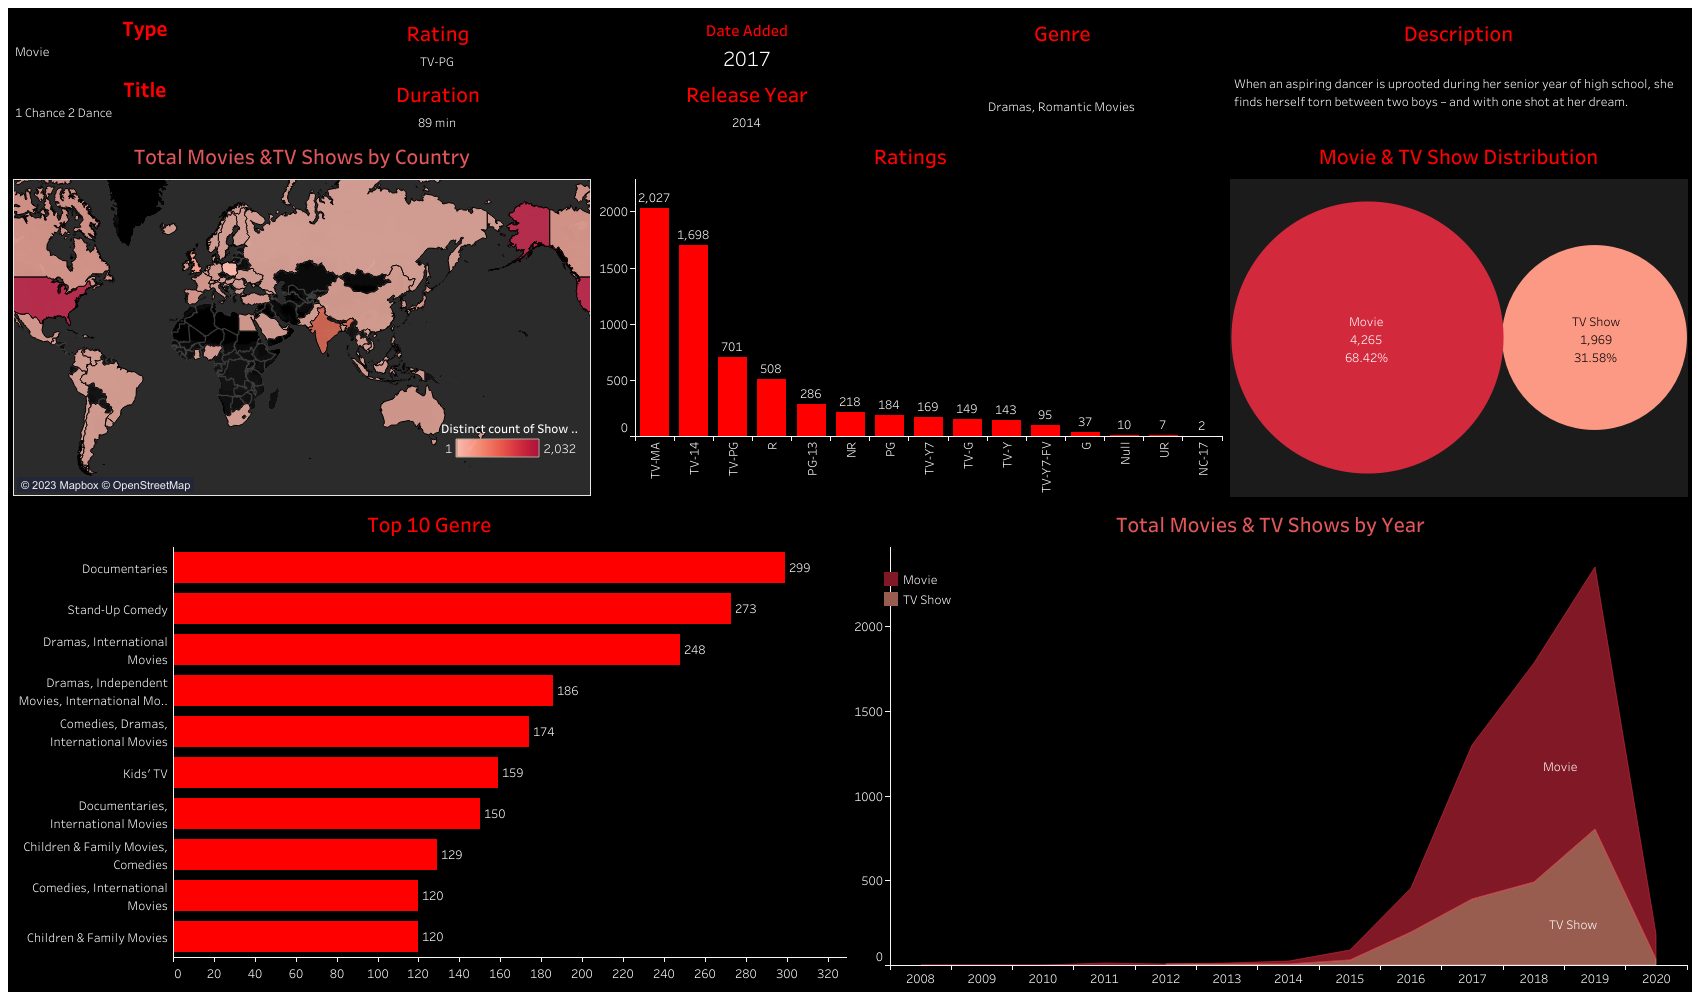 Type
Movie
Rating
TV-PG
Date Added
2017
Genre
Description
Title
1 Chance 2 Dance
Duration
89 min
Release Year
2014
Dramas, Romantic Movies
When an aspiring dancer is uprooted during her senior year of high school, she
finds herself torn between two boys – and with one shot at her dream.
Total Movies &TV Shows by Country
Distinct count of Show ..
1
2,032
© 2023 Mapbox © OpenStreetMap
Ratings
2000
1500
1000
500
0
2,027
1,698
701
508
286
218
184
169
149
143
95
37
10
7
2
TV-MA
TV-14
TV-PG
R
PG-13
NR
PG
TV-Y7
TV-G
TV-Y
TV-Y7-FV
G
Null
UR
NC-17
Movie & TV Show Distribution
Movie
4,265
68.42%
TV Show
1,969
31.58%
Top 10 Genre
Documentaries
299
Stand-Up Comedy
273
Dramas, International
Movies
248
Dramas, Independent
Movies, International Mo..
186
Comedies, Dramas,
International Movies
174
Kids' TV
159
Documentaries,
International Movies
150
Children & Family Movies,
Comedies
129
Comedies, International
Movies
120
Children & Family Movies
120
0 20 40 60 80 100 120 140 160 180 200 220 240 260 280 300 320
Total Movies & TV Shows by Year
Movie
TV Show
2000
1500
1000
500
0
Movie
TV Show
2008 2009 2010 2011 2012 2013 2014 2015 2016 2017 2018 2019 2020